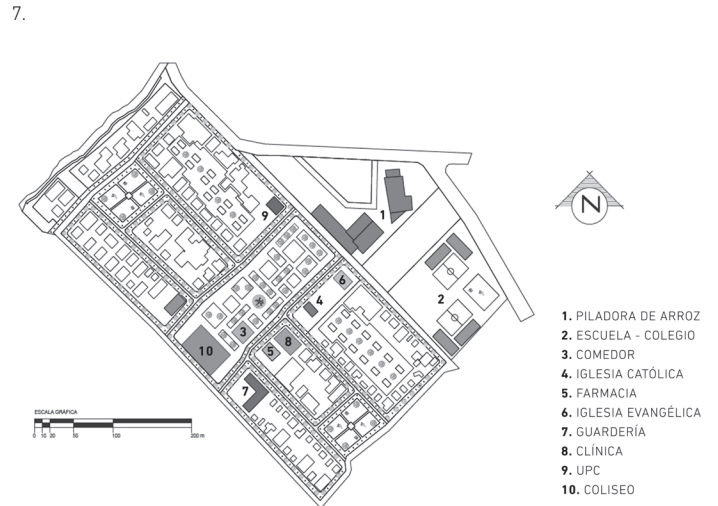 7.
9
1
2
6
4
3
10
8
5
7
N
ESCALA GRÁFICA
0 10 20 50 100 200 m
1. PILADORA DE ARROZ
2. ESCUELA - COLEGIO
3. COMEDOR
4. IGLESIA CATÓLICA
5. FARMACIA
6. IGLESIA EVANGÉLICA
7. GUARDERÍA
8. CLÍNICA
9. UPC
10. COLISEO